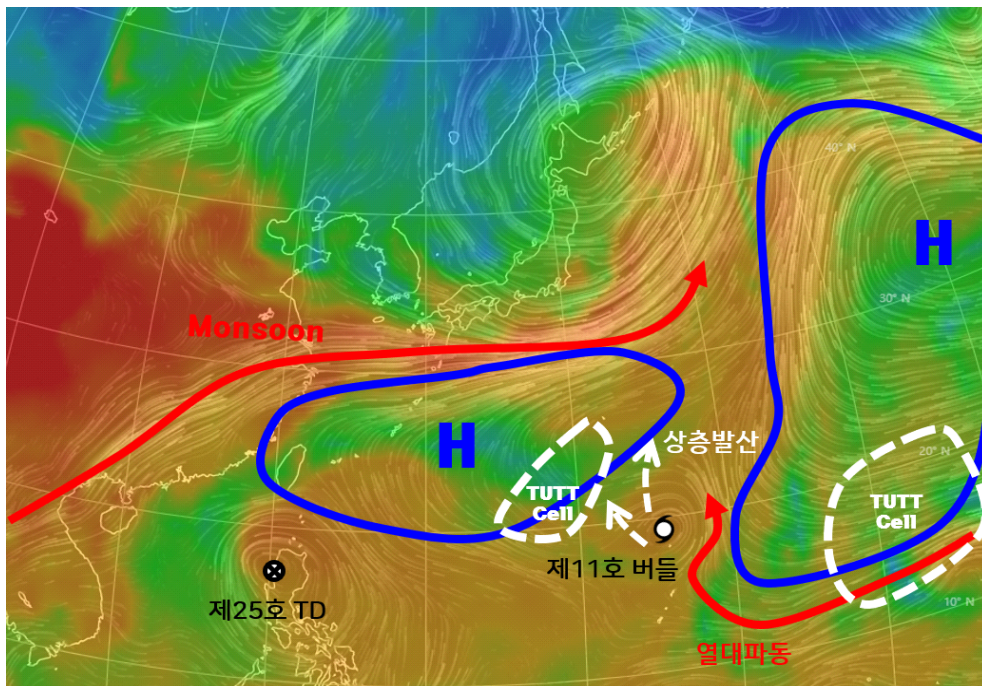 40° N
H
30° N
Monsoon
H
상층발산
20° N
TUTT
Cell
TUTT
Cell
제11호 버들
제25호 TD
10° N
열대파동